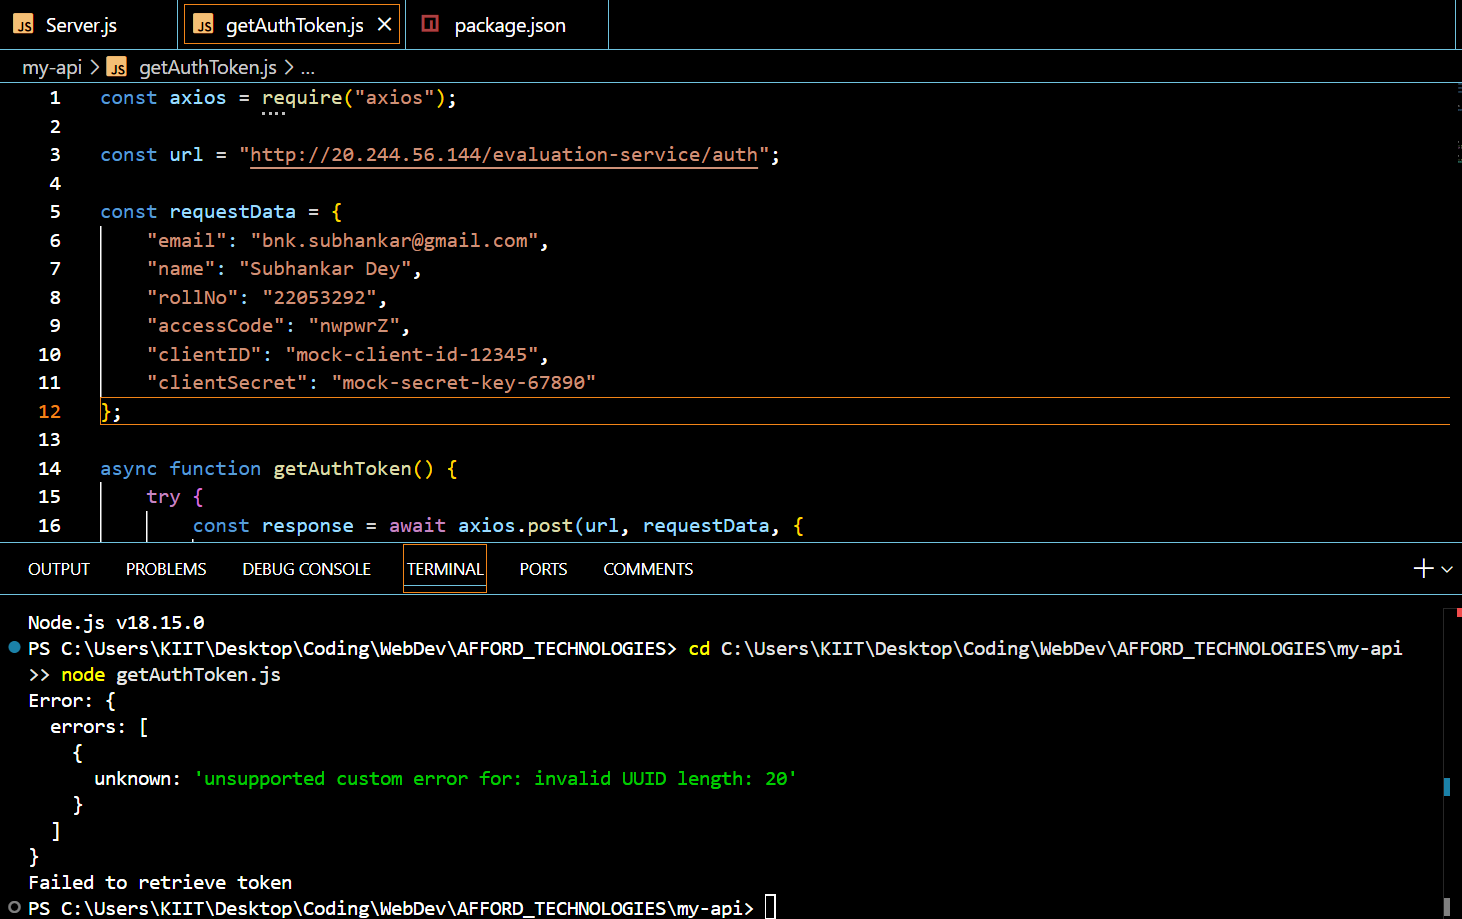 JS Server.js JS getAuthToken.js package.json
my-api > JS getAuthToken.js > ...
1 const axios = require("axios");
2
3 const url = "http://20.244.56.144/evaluation-service/auth";
4
5 const requestData = {
6 "email": "bnk.subhankar@gmail.com",
7 "name": "Subhankar Dey",
8 "rollNo": "22053292",
9 "accessCode": "nwpwrZ",
10 "clientID": "mock-client-id-12345",
11 "clientSecret": "mock-secret-key-67890"
12 };
13
14 async function getAuthToken() {
15 try {
16 const response = await axios.post(url, requestData, {
OUTPUT PROBLEMS DEBUG CONSOLE TERMINAL PORTS COMMENTS
Node.js v18.15.0
PS C:\Users\KIIT\Desktop\Coding\WebDev\AFFORD_TECHNOLOGIES> cd C:\Users\KIIT\Desktop\Coding\WebDev\AFFORD_TECHNOLOGIES\my-api
>> node getAuthToken.js
Error: {
errors: [
{
unknown: 'unsupported custom error for: invalid UUID length: 20'
}
]
}
Failed to retrieve token
PS C:\Users\KIIT\Desktop\Coding\WebDev\AFFORD_TECHNOLOGIES\my-api>